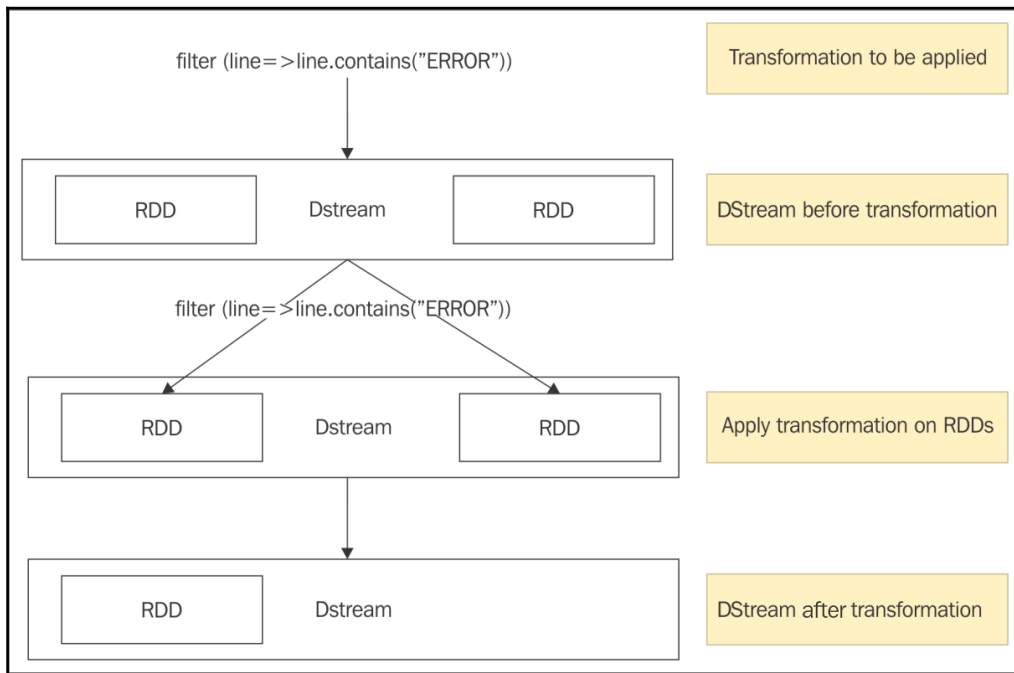 filter (line=>line.contains("ERROR"))
Transformation to be applied
RDD
Dstream
RDD
DStream before transformation
filter (line=>line.contains("ERROR"))
RDD
Dstream
RDD
Apply transformation on RDDs
RDD
Dstream
DStream after transformation